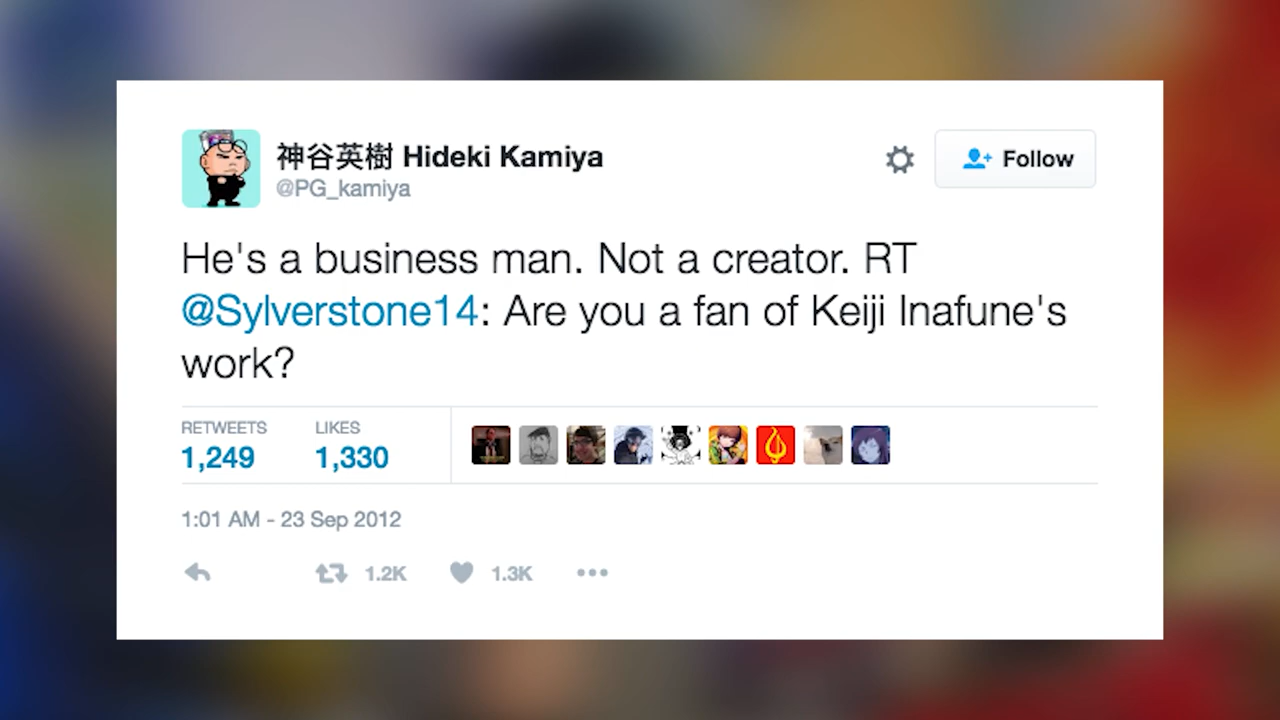 神谷英樹 Hideki Kamiya
@PG_kamiya
Follow
He's a business man. Not a creator. RT
@Sylverstone14: Are you a fan of Keiji Inafune's
work?
RETWEETS LIKES
1,249 1,330
1:01 AM - 23 Sep 2012
1.2K 1.3K